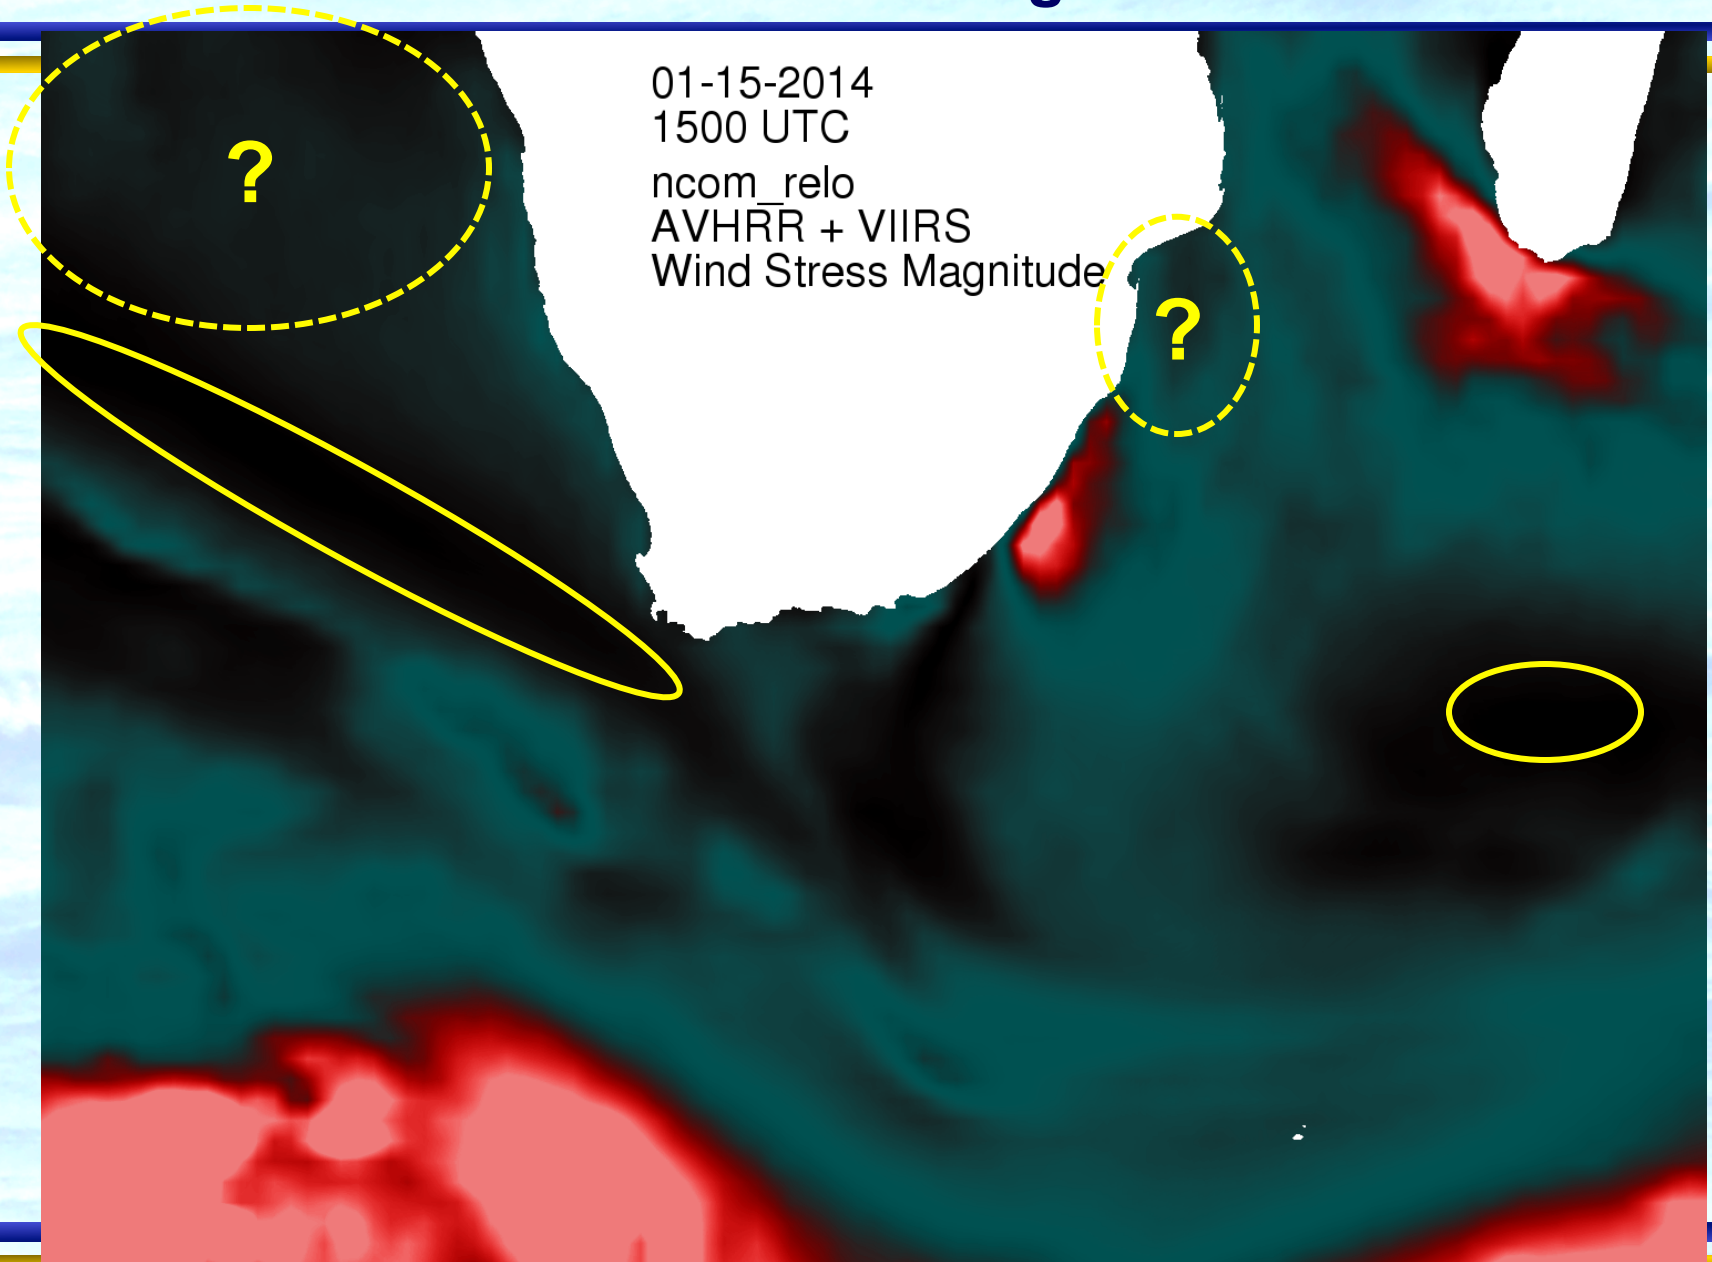 01-15-2014
1500 UTC
ncom_relo
AVHRR + VIIRS
Wind Stress Magnitude
?
?